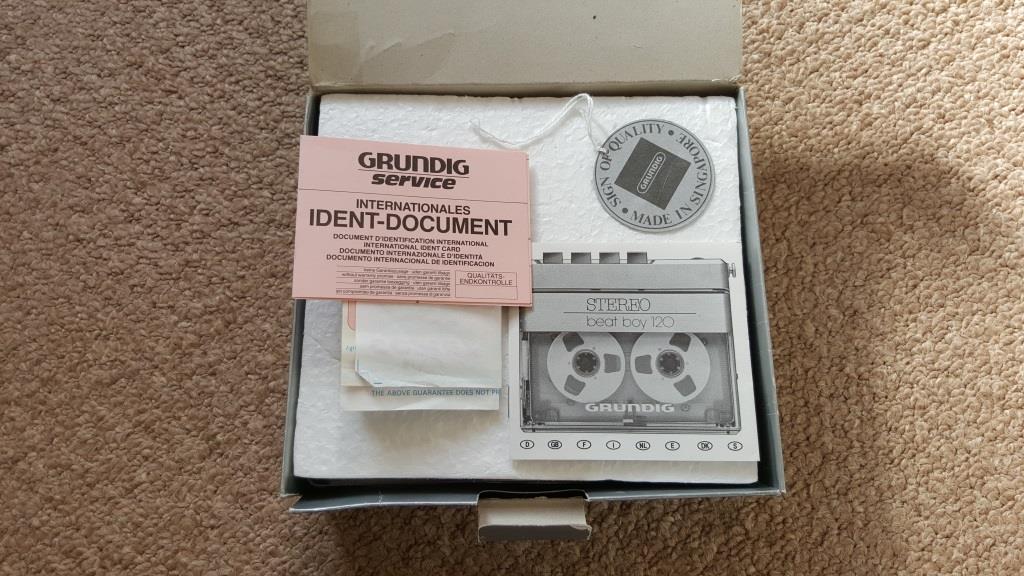 GRUNDIG
service
INTERNATIONALES
IDENT-DOCUMENT
DOCUMENT D'IDENTIFICATION INTERNATIONAL
INTERNATIONAL IDENT CARD
DOCUMENTO INTERNAZIONALE D'IDENTITÀ
DOCUMENTO INTERNACIONAL DE IDENTIFICACION
QUALITÄTS-
ENDKONTROLLE
SIGN OF QUALITY • MADE IN SINGAPORE •
GRUNDIG
STEREO
beat boy 120
GRUNDIG
D GB F I NL E DK S
THE ABOVE GUARANTEE DOES NOT